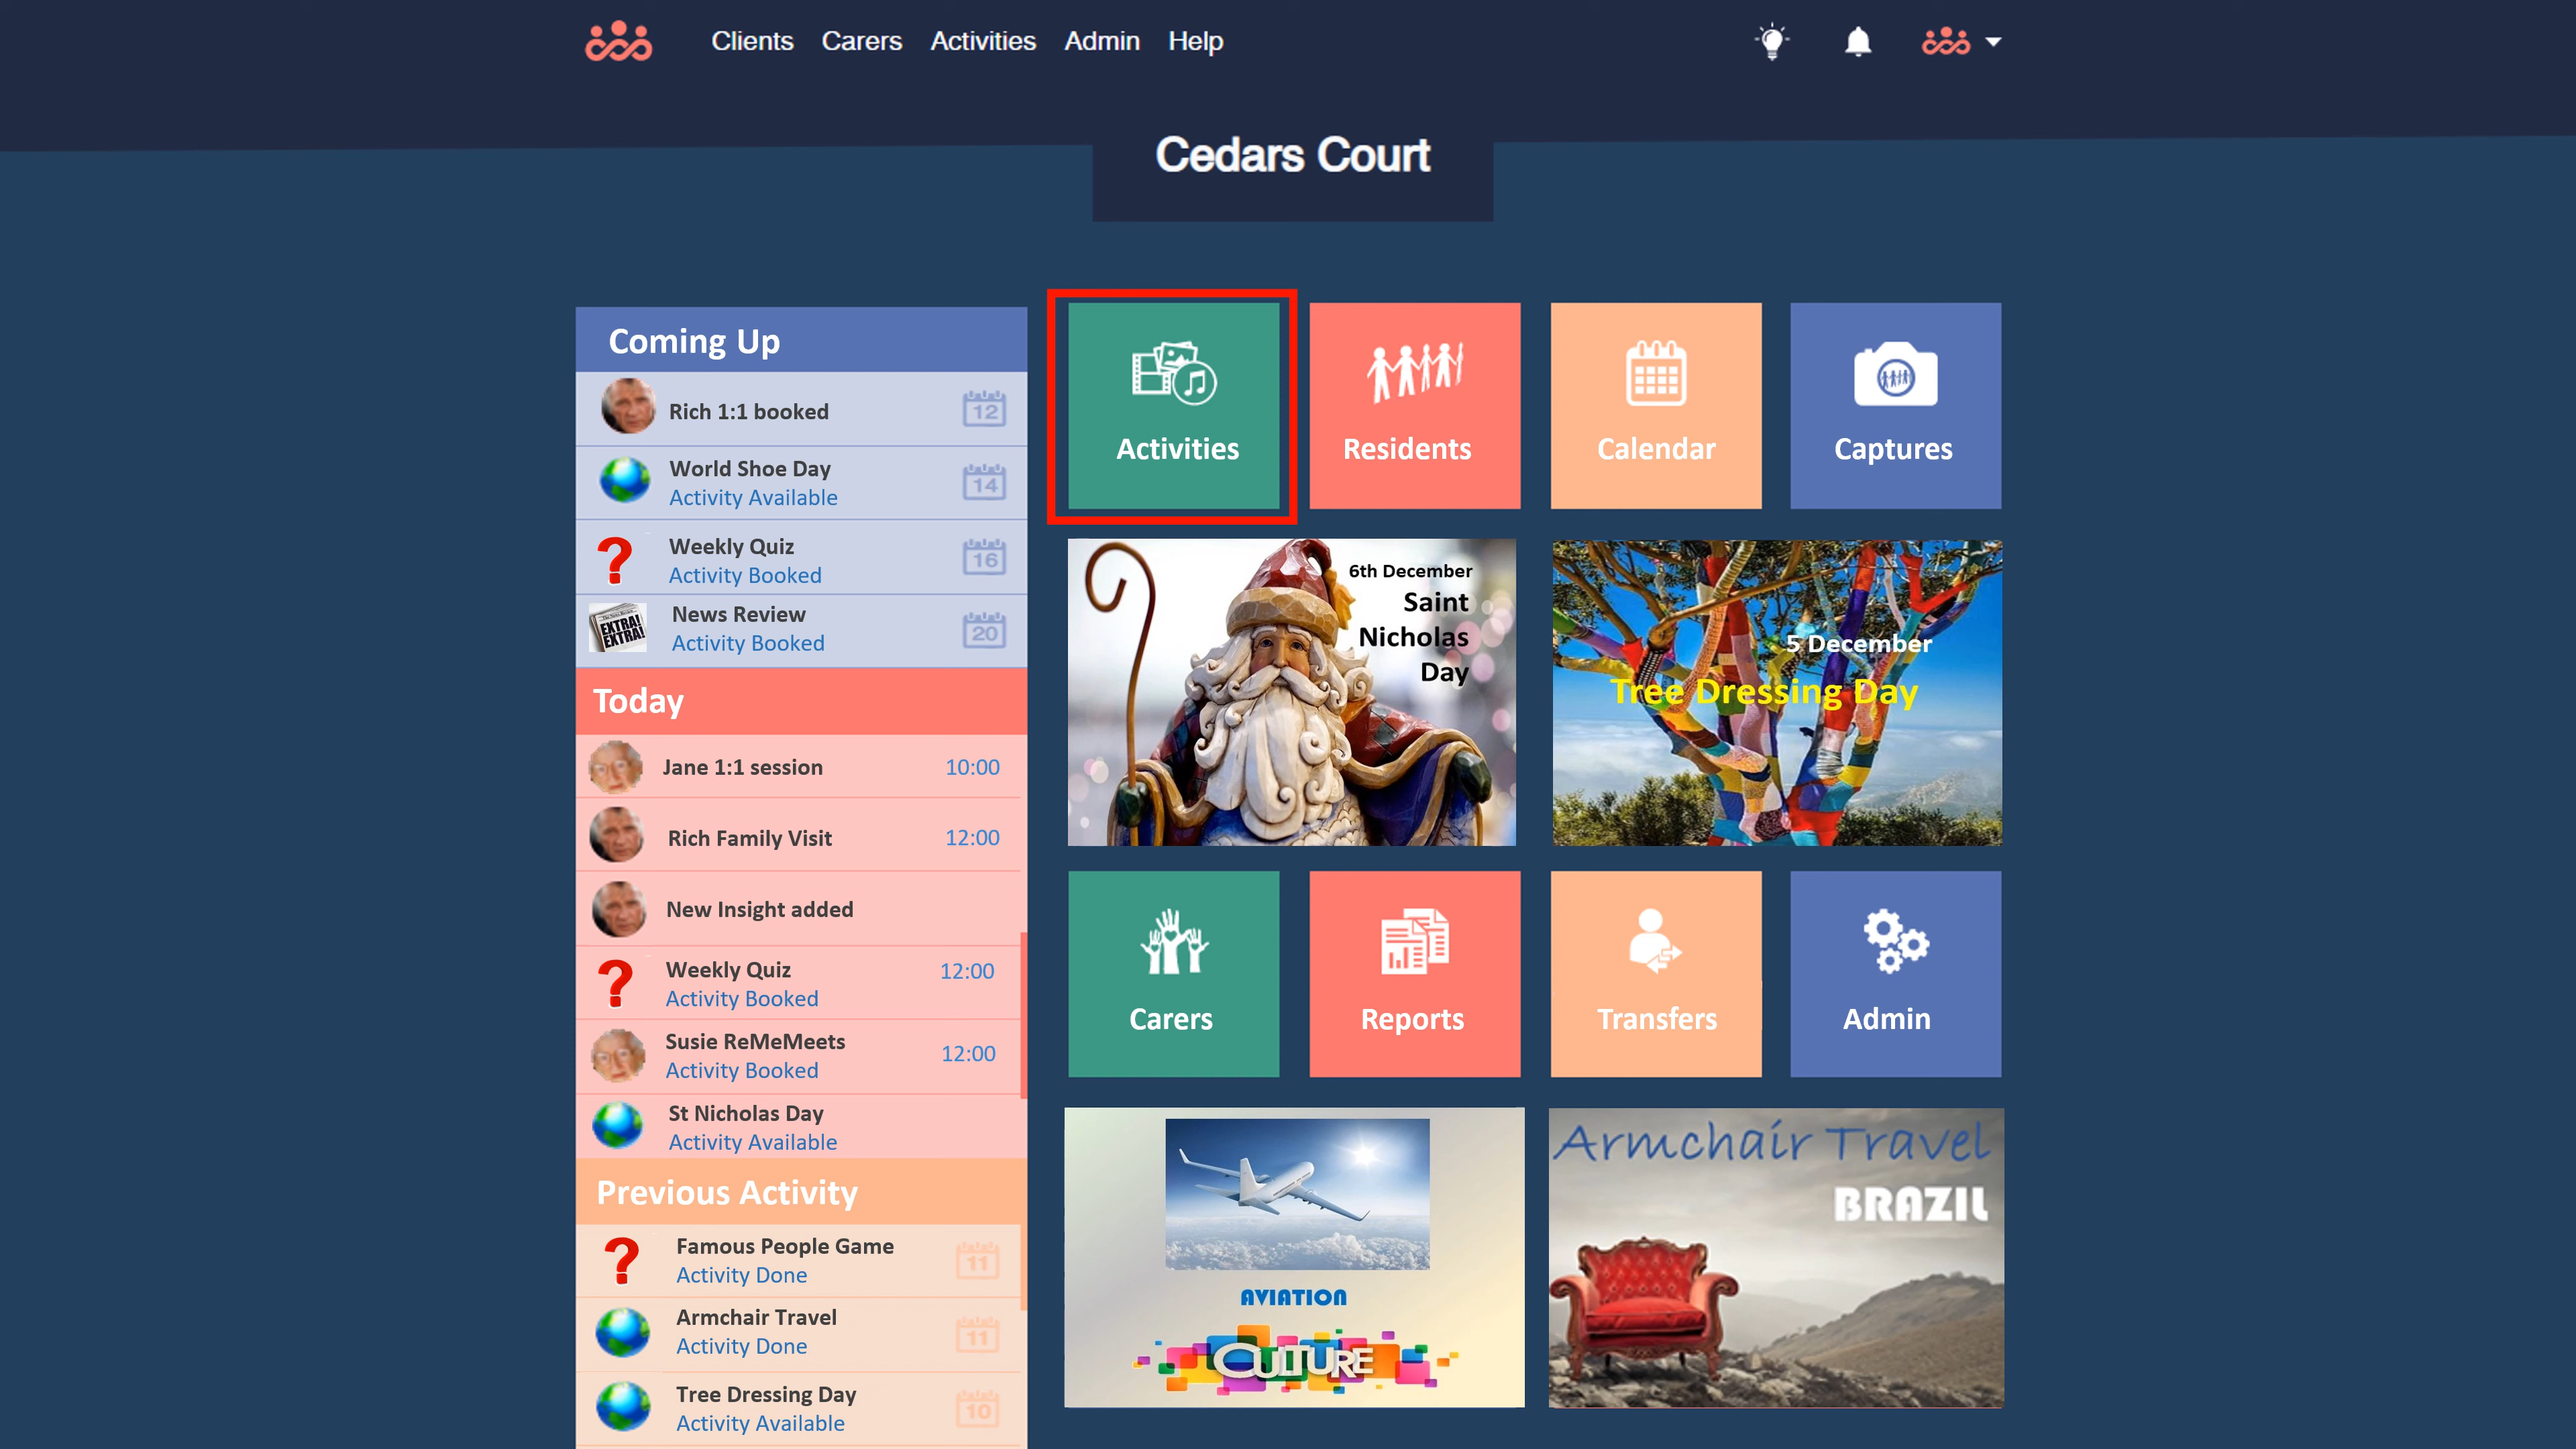 Clients Carers Activities Admin Help
Cedars Court
Coming Up
Rich 1:1 booked
12
World Shoe Day
Activity Available
14
Weekly Quiz
Activity Booked
16
EXTRA!
EXTRA!
News Review
Activity Booked
20
Today
Jane 1:1 session 10:00
Rich Family Visit 12:00
New Insight added
Weekly Quiz 12:00
Activity Booked
Susie ReMeMeets
Activity Booked
12:00
St Nicholas Day
Activity Available
Previous Activity
Famous People Game
Activity Done
11
Armchair Travel
Activity Done
11
Tree Dressing Day
Activity Available
10
Activities Residents Calendar Captures
6th December
Saint
Nicholas
Day
5 December
Tree Dressing Day
Carers Reports Transfers Admin
AVIATION
CULTURE
Armchair Travel
BRAZIL